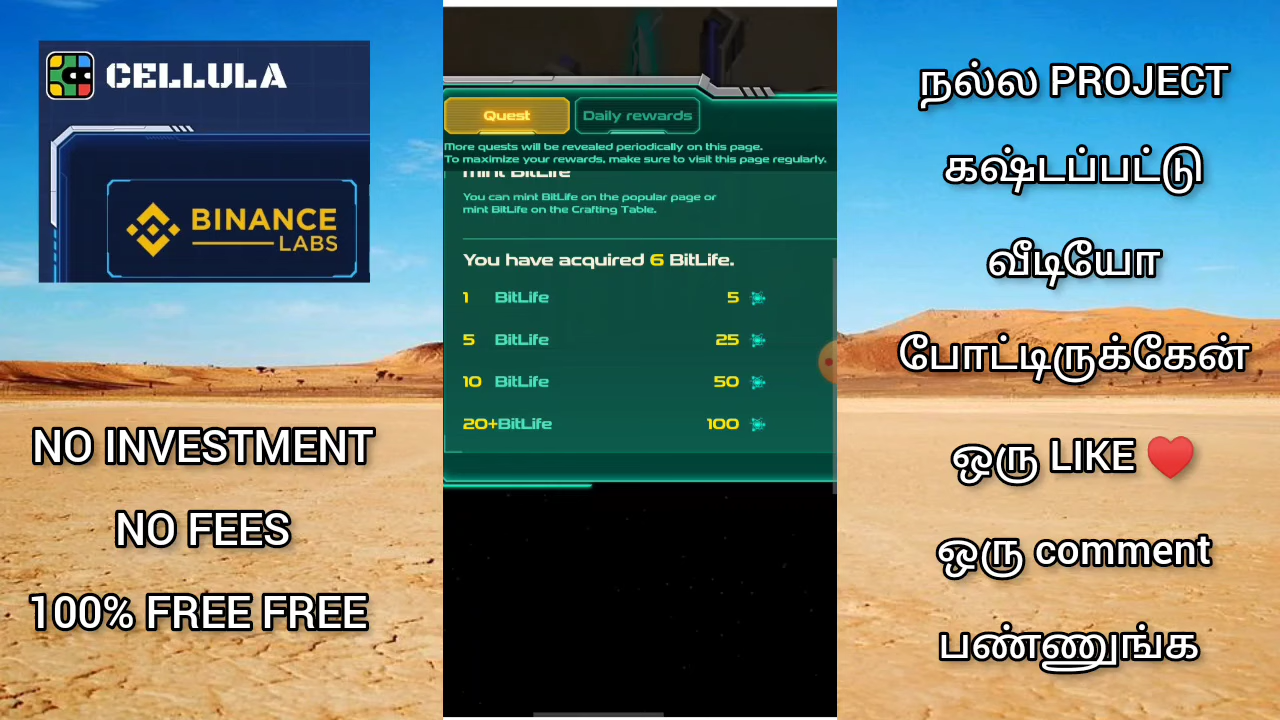 CELLULA
BINANCE
LABS
NO INVESTMENT
NO FEES
100% FREE FREE
Quest
Daily rewards
More quests will be revealed periodically on this page.
To maximize your rewards, make sure to visit this page regularly.
mint BitLife
You can mint BitLife on the popular page or
mint BitLife on the Crafting Table.
You have acquired 6 BitLife.
1 BitLife 5
5 BitLife 25
10 BitLife 50
20+BitLife 100
நல்ல PROJECT
கஷ்டப்பட்டு
வீடியோ
போட்டிருக்கேன்
ஒரு LIKE ♥️
ஒரு comment
பண்ணுங்க